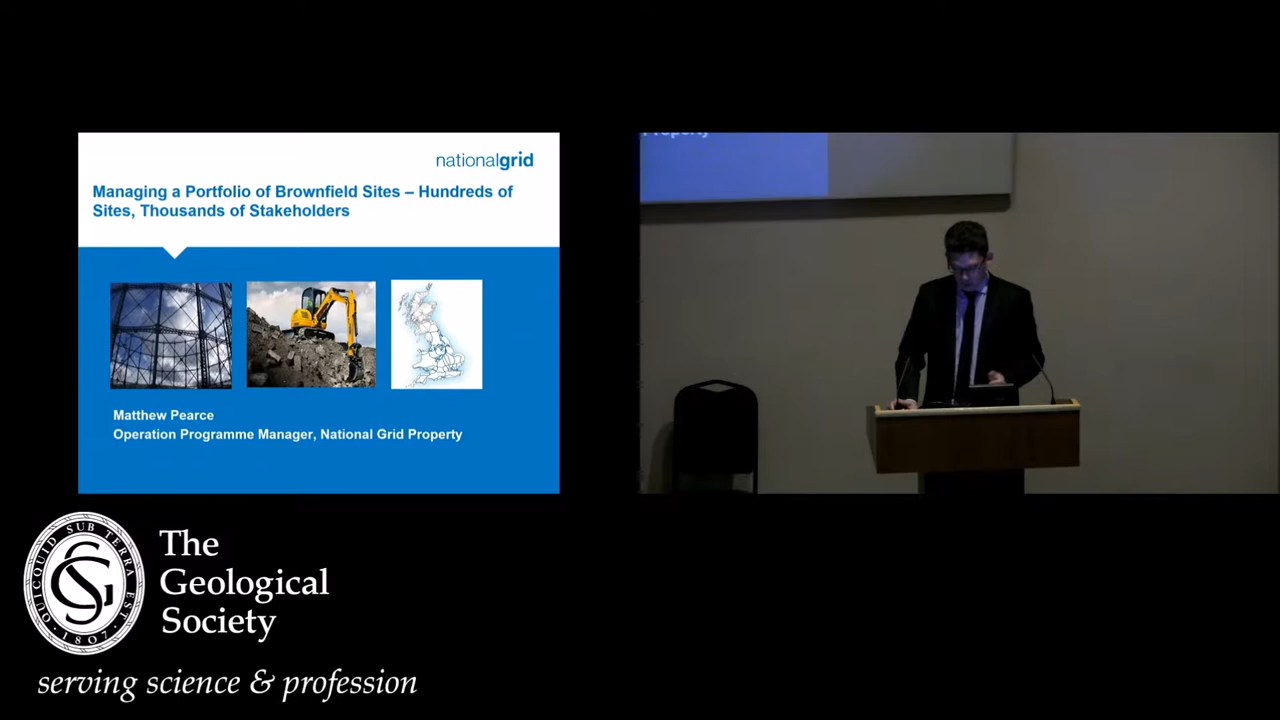 nationalgrid
Managing a Portfolio of Brownfield Sites – Hundreds of
Sites, Thousands of Stakeholders
Matthew Pearce
Operation Programme Manager, National Grid Property
Property
QUICQUID SUB TERRA EST
1807
The
Geological
Society
serving science & profession